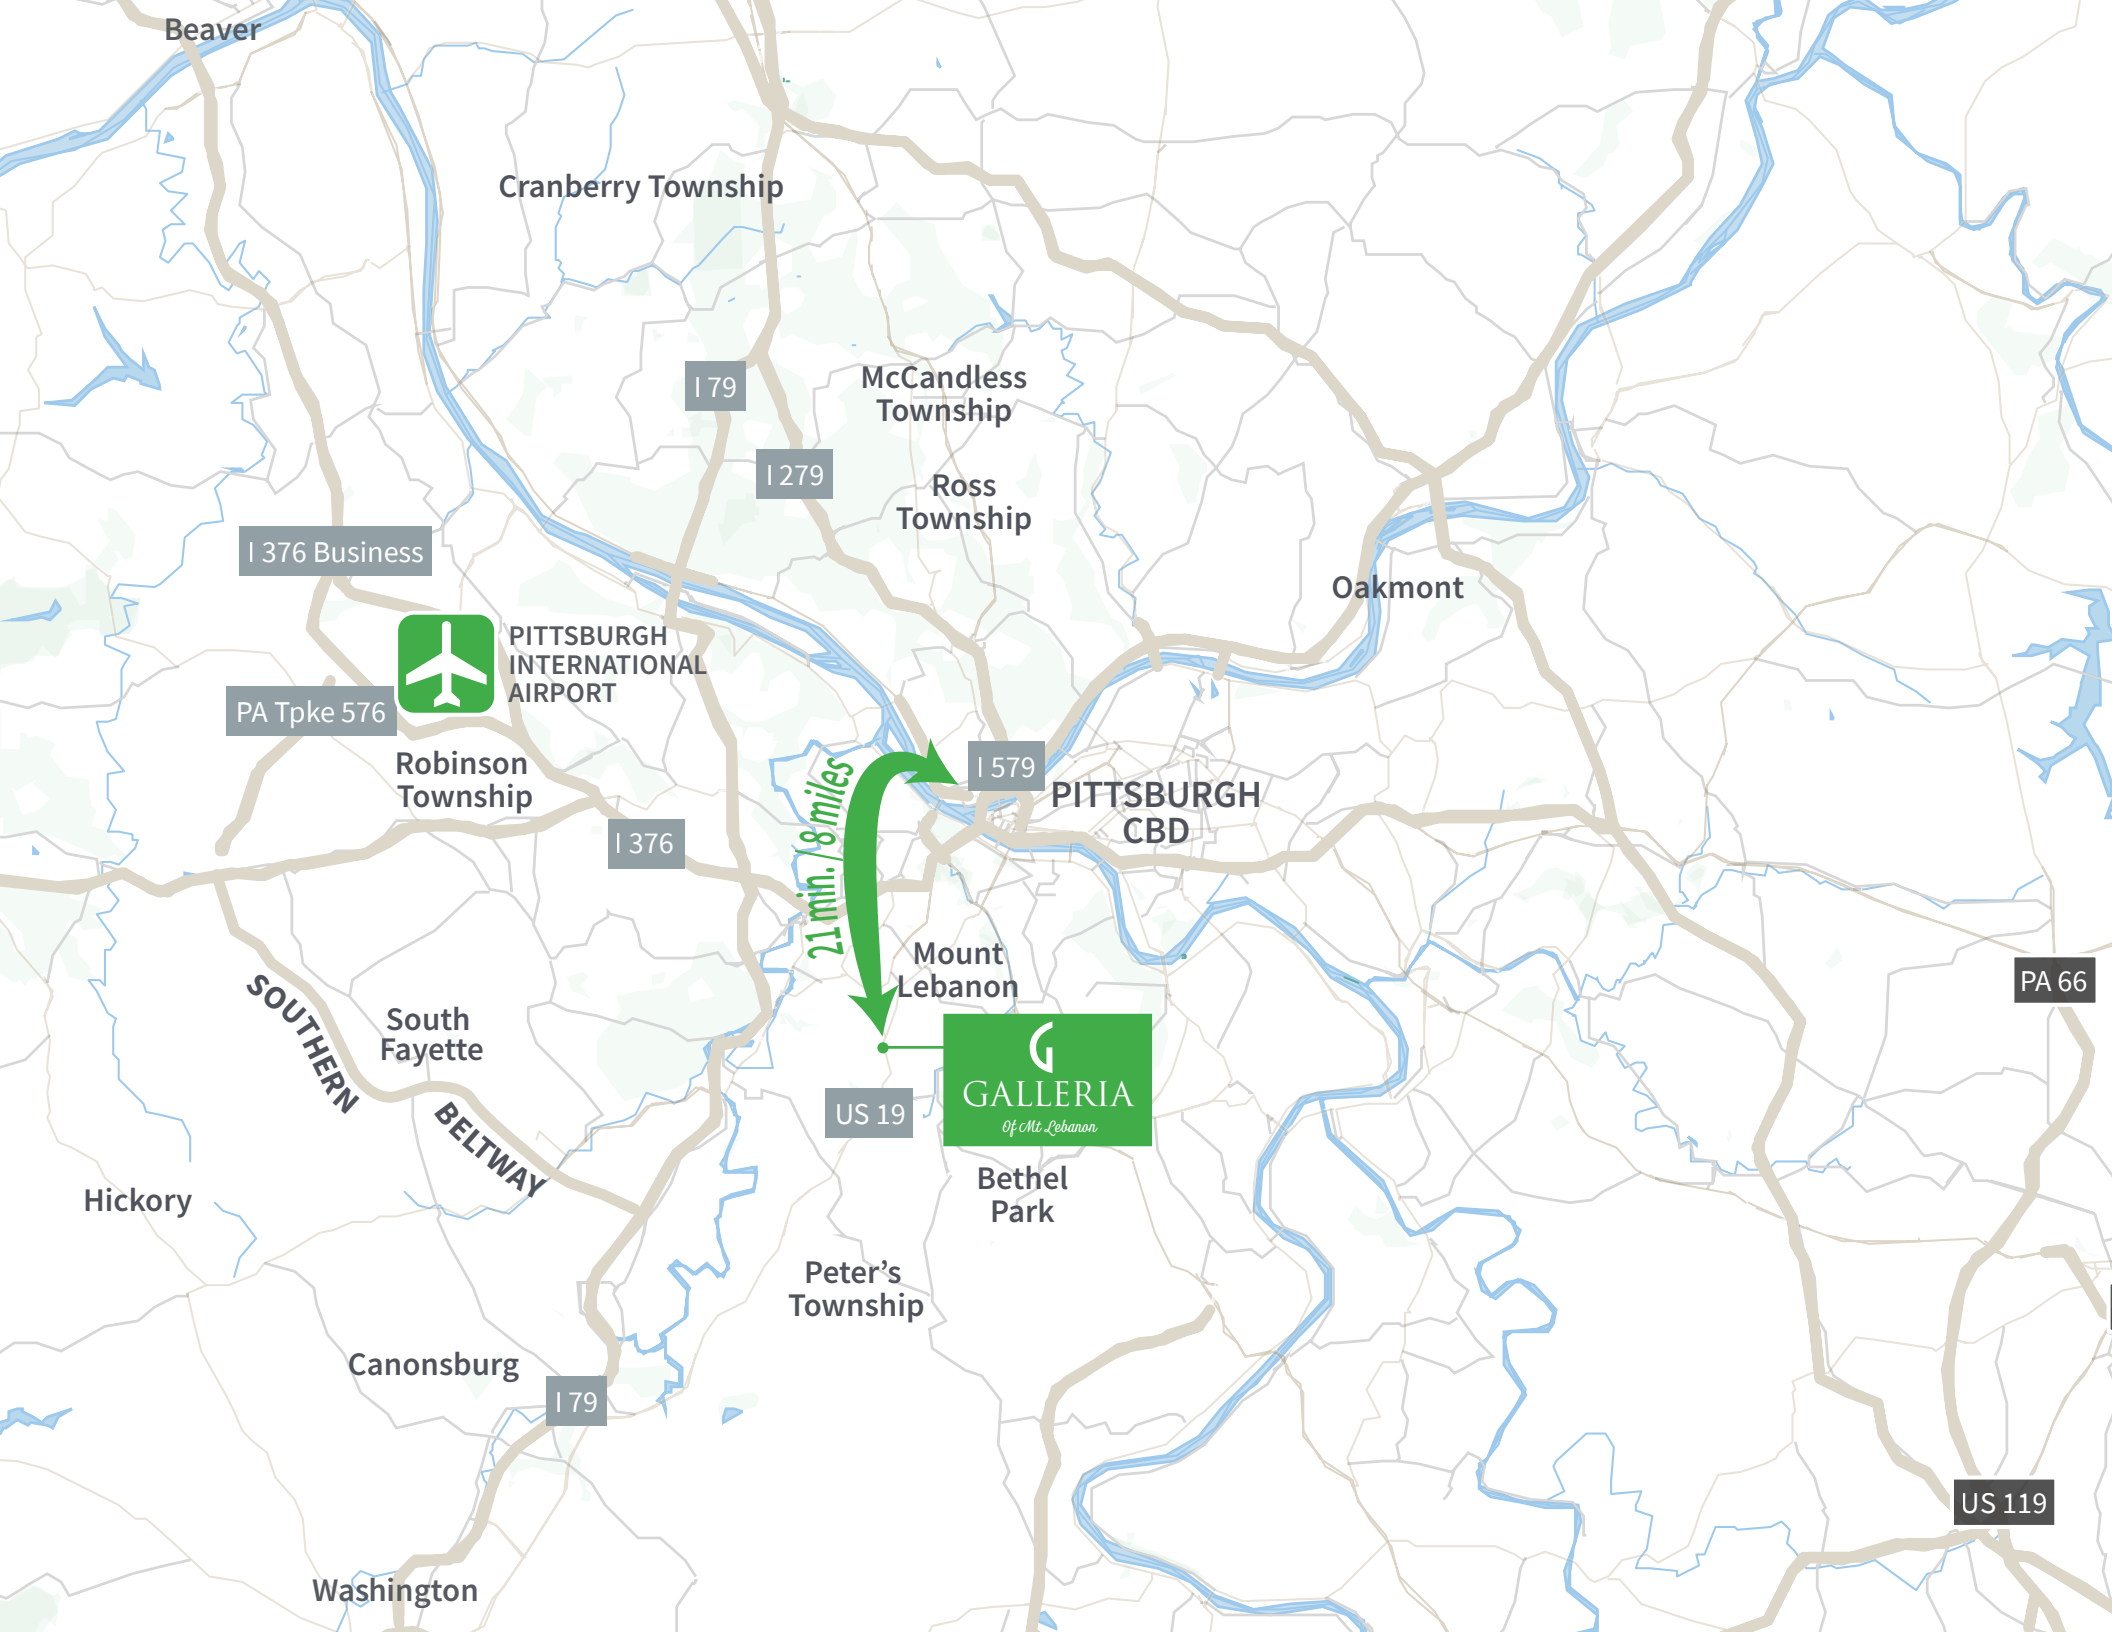 Beaver
Cranberry Township
I 79
McCandless
Township
I 279
Ross
Township
I 376 Business
Oakmont
PITTSBURGH
INTERNATIONAL
AIRPORT
PA Tpke 576
Robinson
Township
I 579
PITTSBURGH
CBD
I 376
21 min. / 8 miles
Mount
Lebanon
PA 66
SOUTHERN
BELTWAY
South
Fayette
G
GALLERIA
Of Mt Lebanon
US 19
Bethel
Park
Hickory
Peter’s
Township
Canonsburg
I 79
US 119
Washington